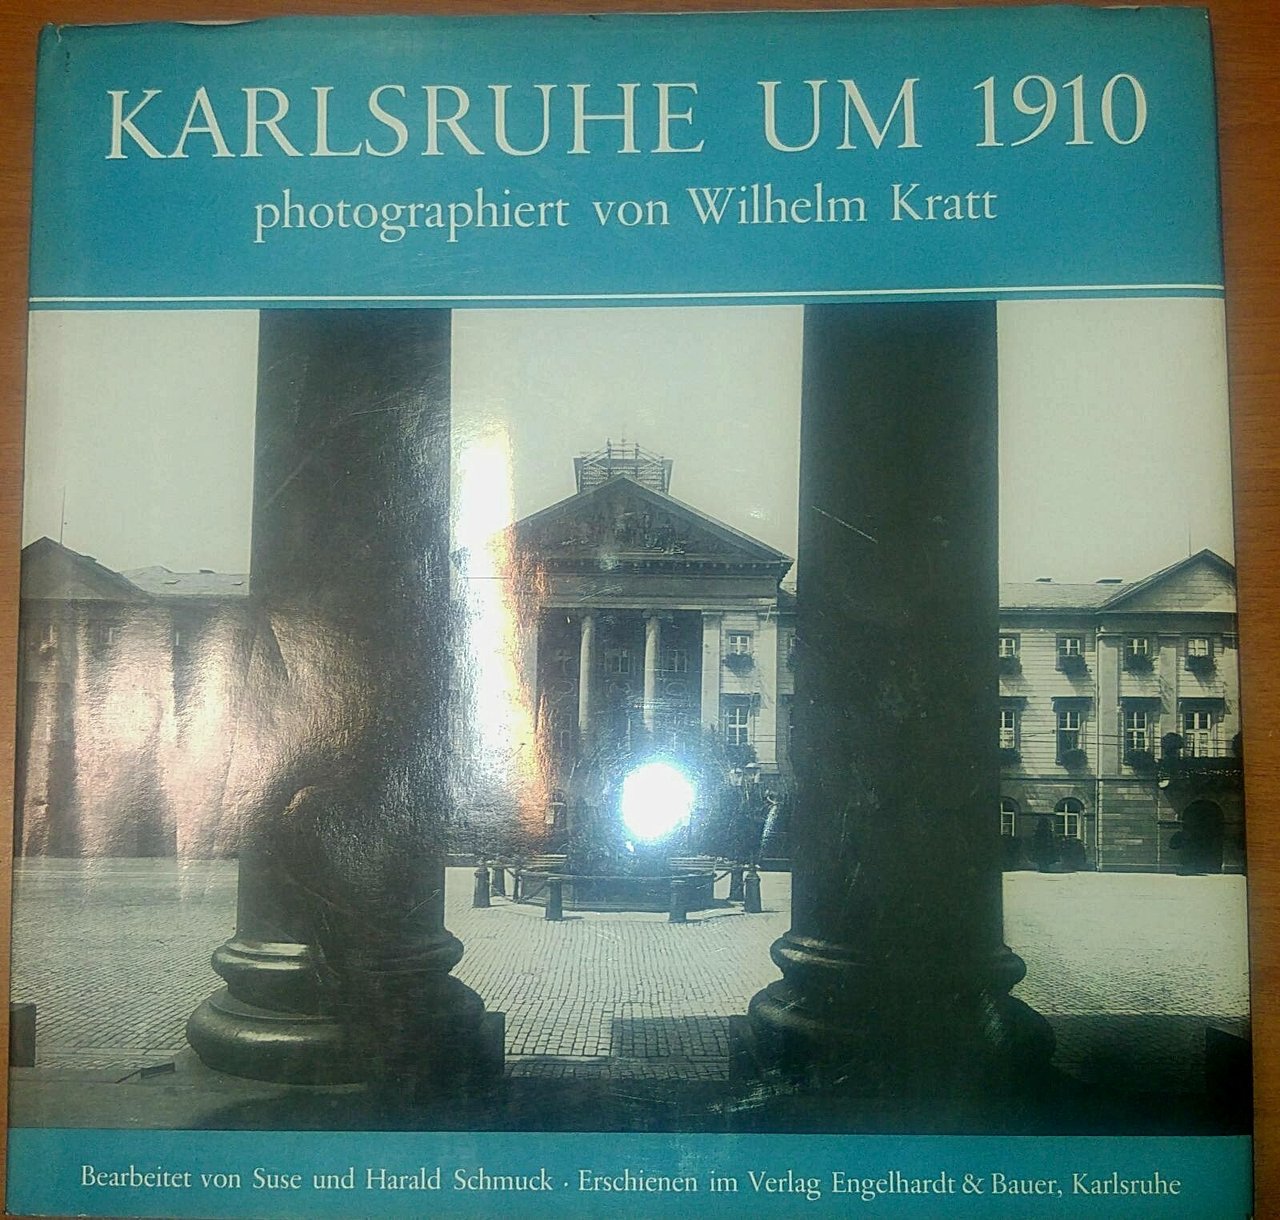 KARLSRUHE UM 1910
photographiert von Wilhelm Kratt
Bearbeitet von Suse und Harald Schmuck · Erschienen im Verlag Engelhardt & Bauer, Karlsruhe